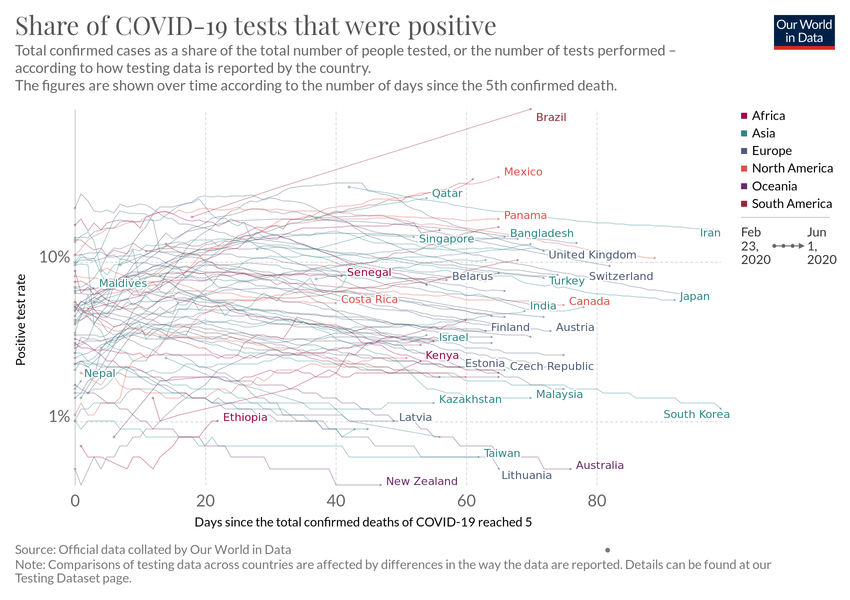 Share of COVID-19 tests that were positive
Our World
in Data
Total confirmed cases as a share of the total number of people tested, or the number of tests performed –
according to how testing data is reported by the country.
The figures are shown over time according to the number of days since the 5th confirmed death.
Brazil
Africa
Asia
Europe
North America
Oceania
South America
Mexico
Qatar
Panama
Iran
Feb
23,
2020
Jun
1,
2020
Singapore
Bangladesh
United Kingdom
10%
Senegal
Belarus
Switzerland
Turkey
Maldives
Japan
Costa Rica
Canada
India
Finland
Austria
Israel
Positive test rate
Kenya
Estonia
Czech Republic
Nepal
Malaysia
Kazakhstan
South Korea
1%
Ethiopia
Latvia
Taiwan
Australia
Lithuania
New Zealand
0
20
40
60
80
Days since the total confirmed deaths of COVID-19 reached 5
Source: Official data collated by Our World in Data
Note: Comparisons of testing data across countries are affected by differences in the way the data are reported. Details can be found at our
Testing Dataset page.